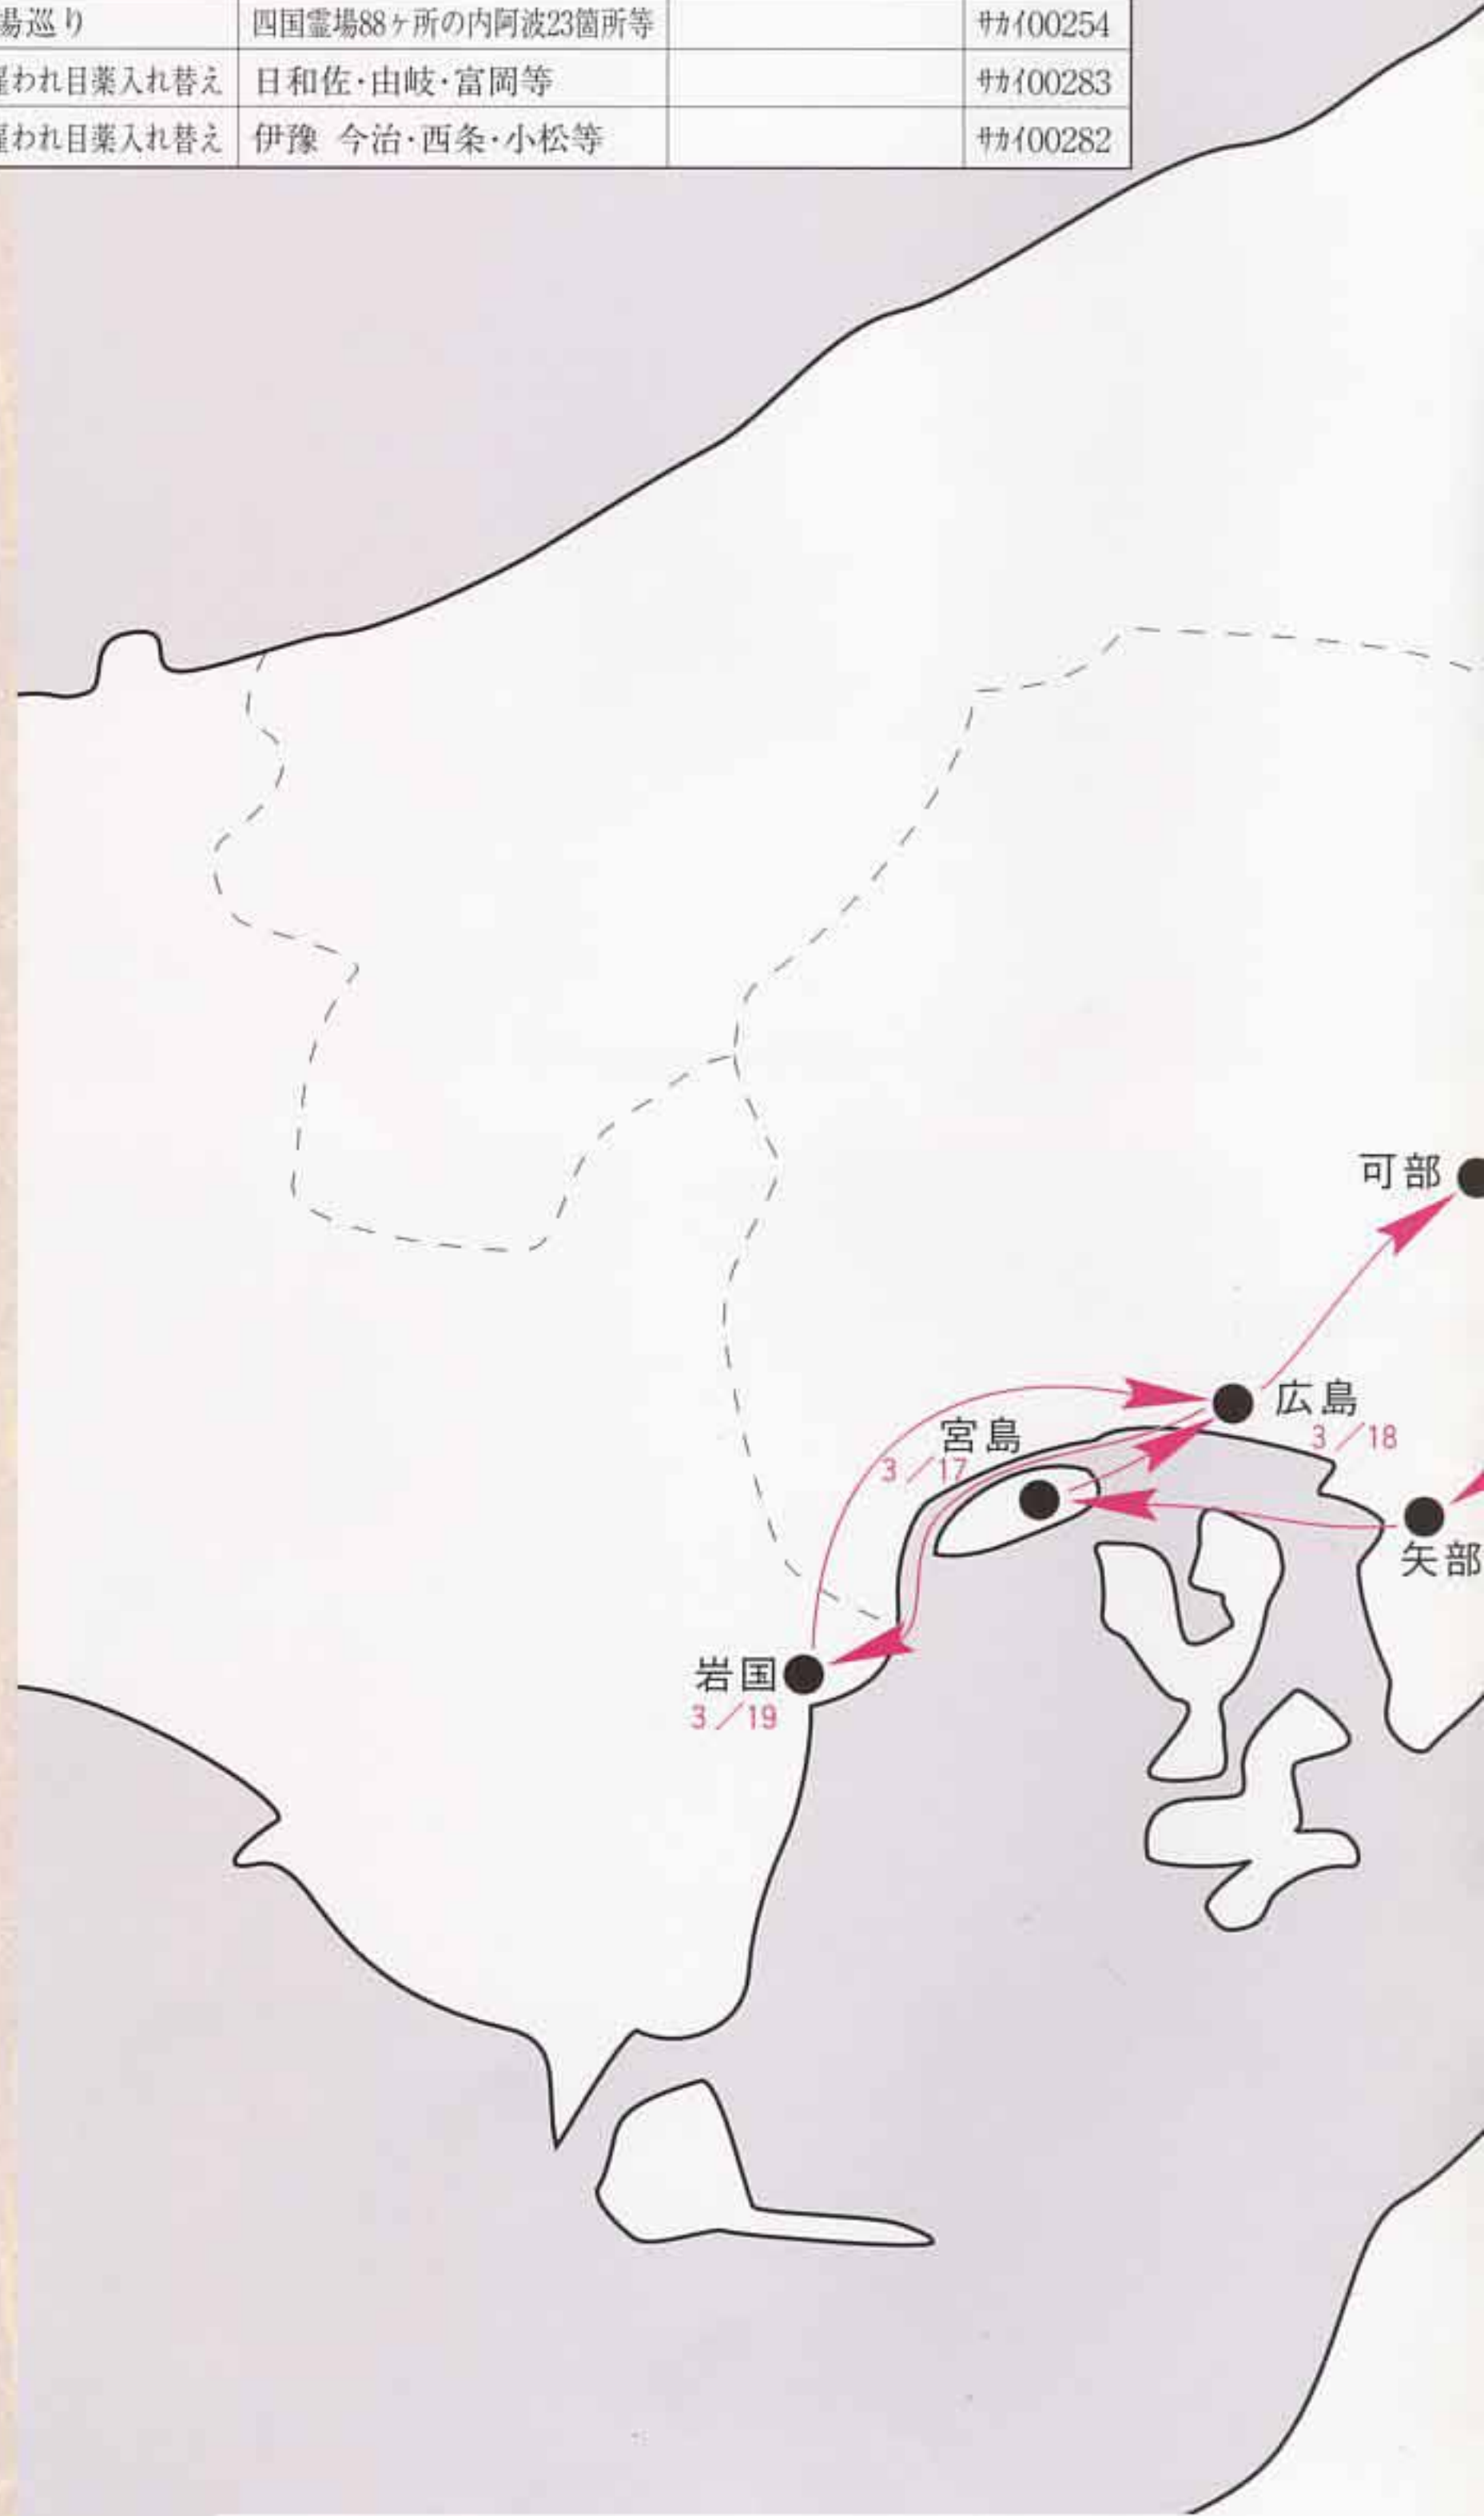 場巡り 四国霊場88ヶ所の内阿波23箇所等 ｻｶｲ00254
雇われ目薬入れ替え 日和佐・由岐・富岡等 ｻｶｲ00283
雇われ目薬入れ替え 伊豫 今治・西条・小松等 ｻｶｲ00282
可部
広島
3/18
宮島
3/17
矢部
岩国
3/19